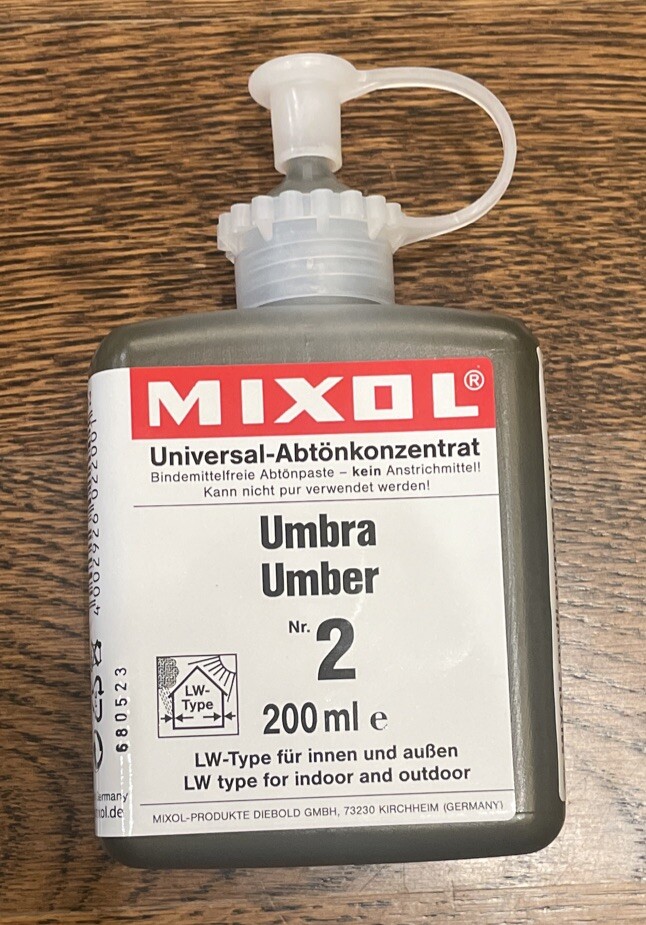 MIXOL®
Universal-Abtönkonzentrat
Bindemittelfreie Abtönpaste – kein Anstrichmittel!
Kann nicht pur verwendet werden!
Umbra
Umber
Nr. 2
LW-
Type
200 ml e
LW-Type für innen und außen
LW type for indoor and outdoor
MIXOL-PRODUKTE DIEBOLD GMBH, 73230 KIRCHHEIM (GERMANY)
680523